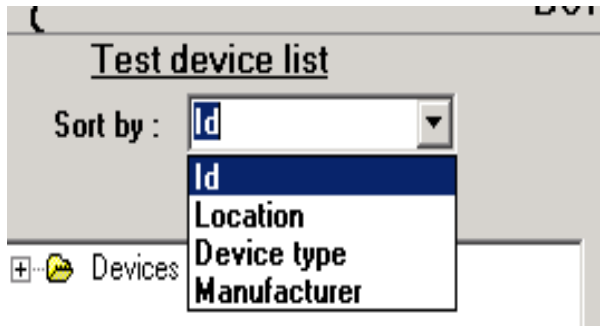 Test device list
Sort by : Id
Id
Location
Device type
Manufacturer
Devices